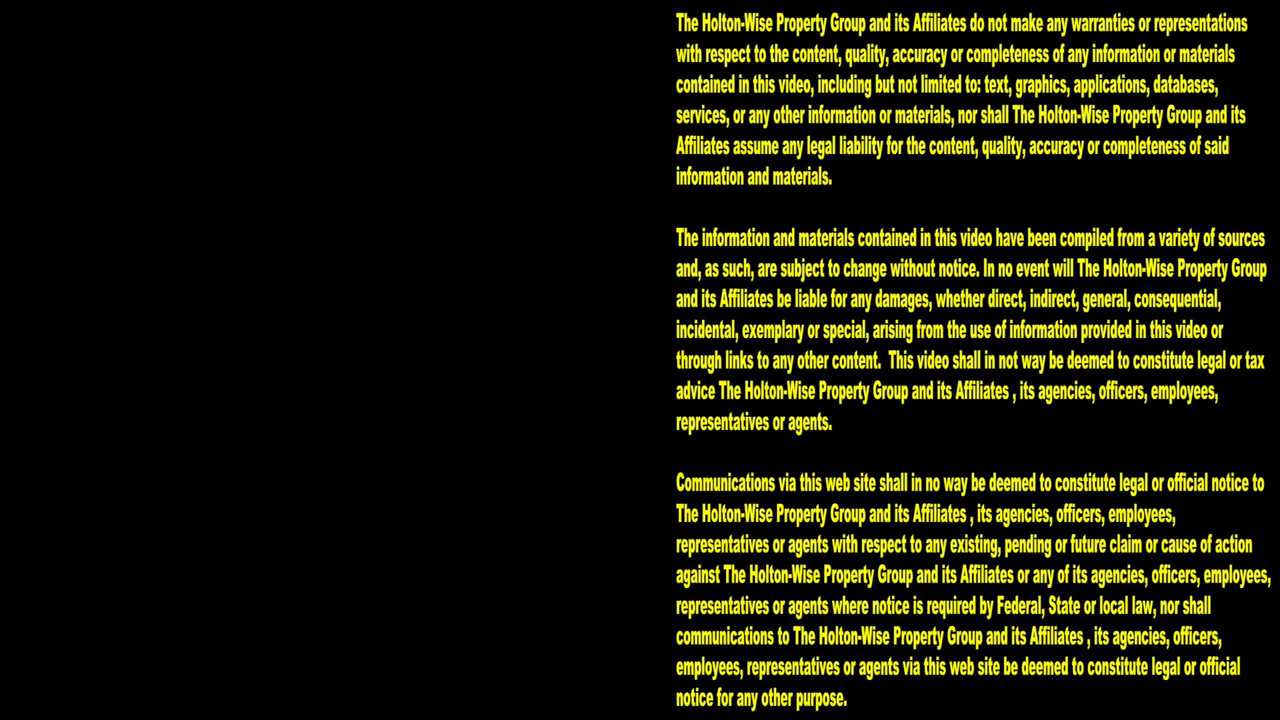 The Holton-Wise Property Group and its Affiliates do not make any warranties or representations
with respect to the content, quality, accuracy or completeness of any information or materials
contained in this video, including but not limited to: text, graphics, applications, databases,
services, or any other information or materials, nor shall The Holton-Wise Property Group and its
Affiliates assume any legal liability for the content, quality, accuracy or completeness of said
information and materials.
The information and materials contained in this video have been compiled from a variety of sources
and, as such, are subject to change without notice. In no event will The Holton-Wise Property Group
and its Affiliates be liable for any damages, whether direct, indirect, general, consequential,
incidental, exemplary or special, arising from the use of information provided in this video or
through links to any other content.  This video shall in not way be deemed to constitute legal or tax
advice The Holton-Wise Property Group and its Affiliates , its agencies, officers, employees,
representatives or agents.
Communications via this web site shall in no way be deemed to constitute legal or official notice to
The Holton-Wise Property Group and its Affiliates , its agencies, officers, employees,
representatives or agents with respect to any existing, pending or future claim or cause of action
against The Holton-Wise Property Group and its Affiliates or any of its agencies, officers, employees,
representatives or agents where notice is required by Federal, State or local law, nor shall
communications to The Holton-Wise Property Group and its Affiliates , its agencies, officers,
employees, representatives or agents via this web site be deemed to constitute legal or official
notice for any other purpose.